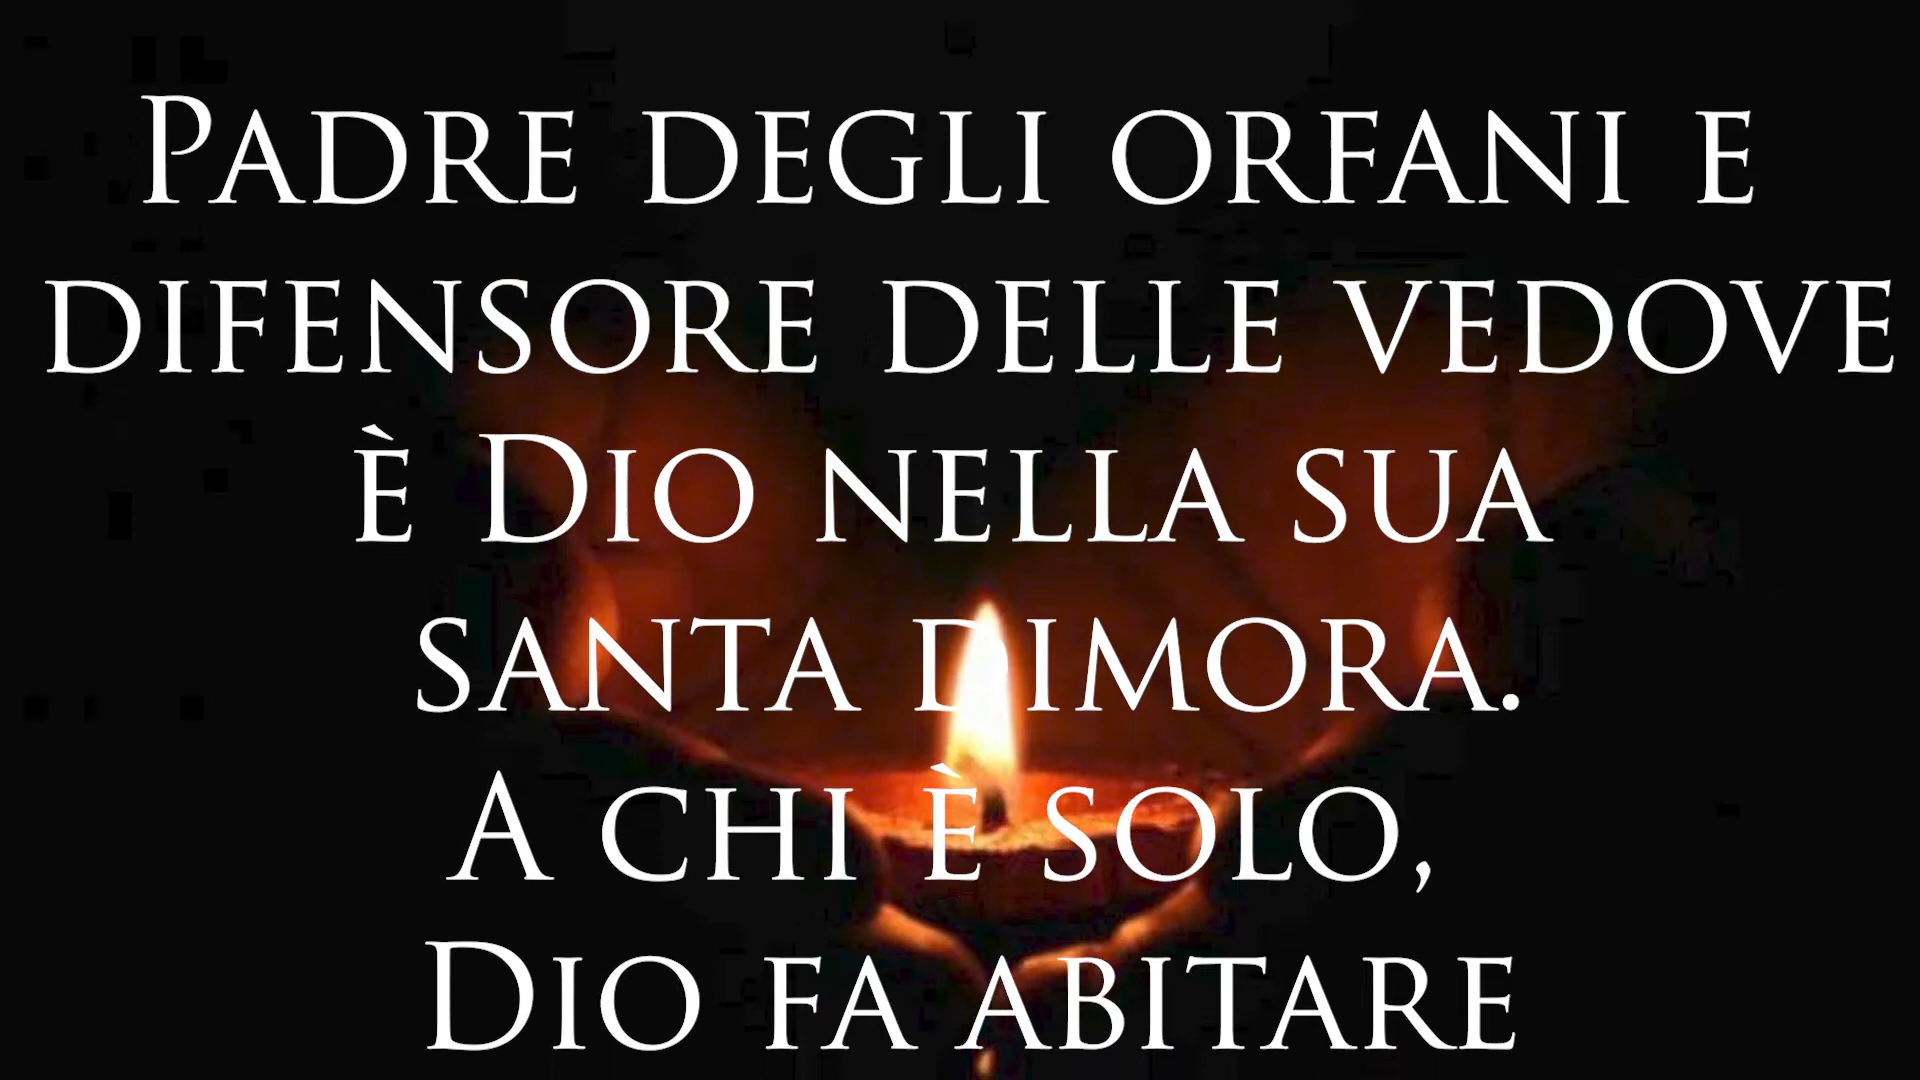 Padre degli orfani e
difensore delle vedove
è Dio nella sua
santa dimora.
A chi è solo,
Dio fa abitare